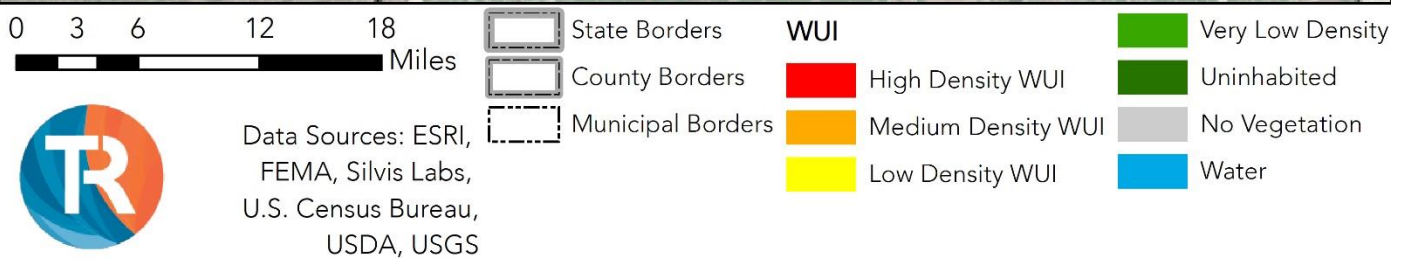 0 3 6 12 18
Miles
TR
Data Sources: ESRI,
FEMA, Silvis Labs,
U.S. Census Bureau,
USDA, USGS
State Borders
County Borders
Municipal Borders
WUI
High Density WUI
Medium Density WUI
Low Density WUI
Very Low Density
Uninhabited
No Vegetation
Water